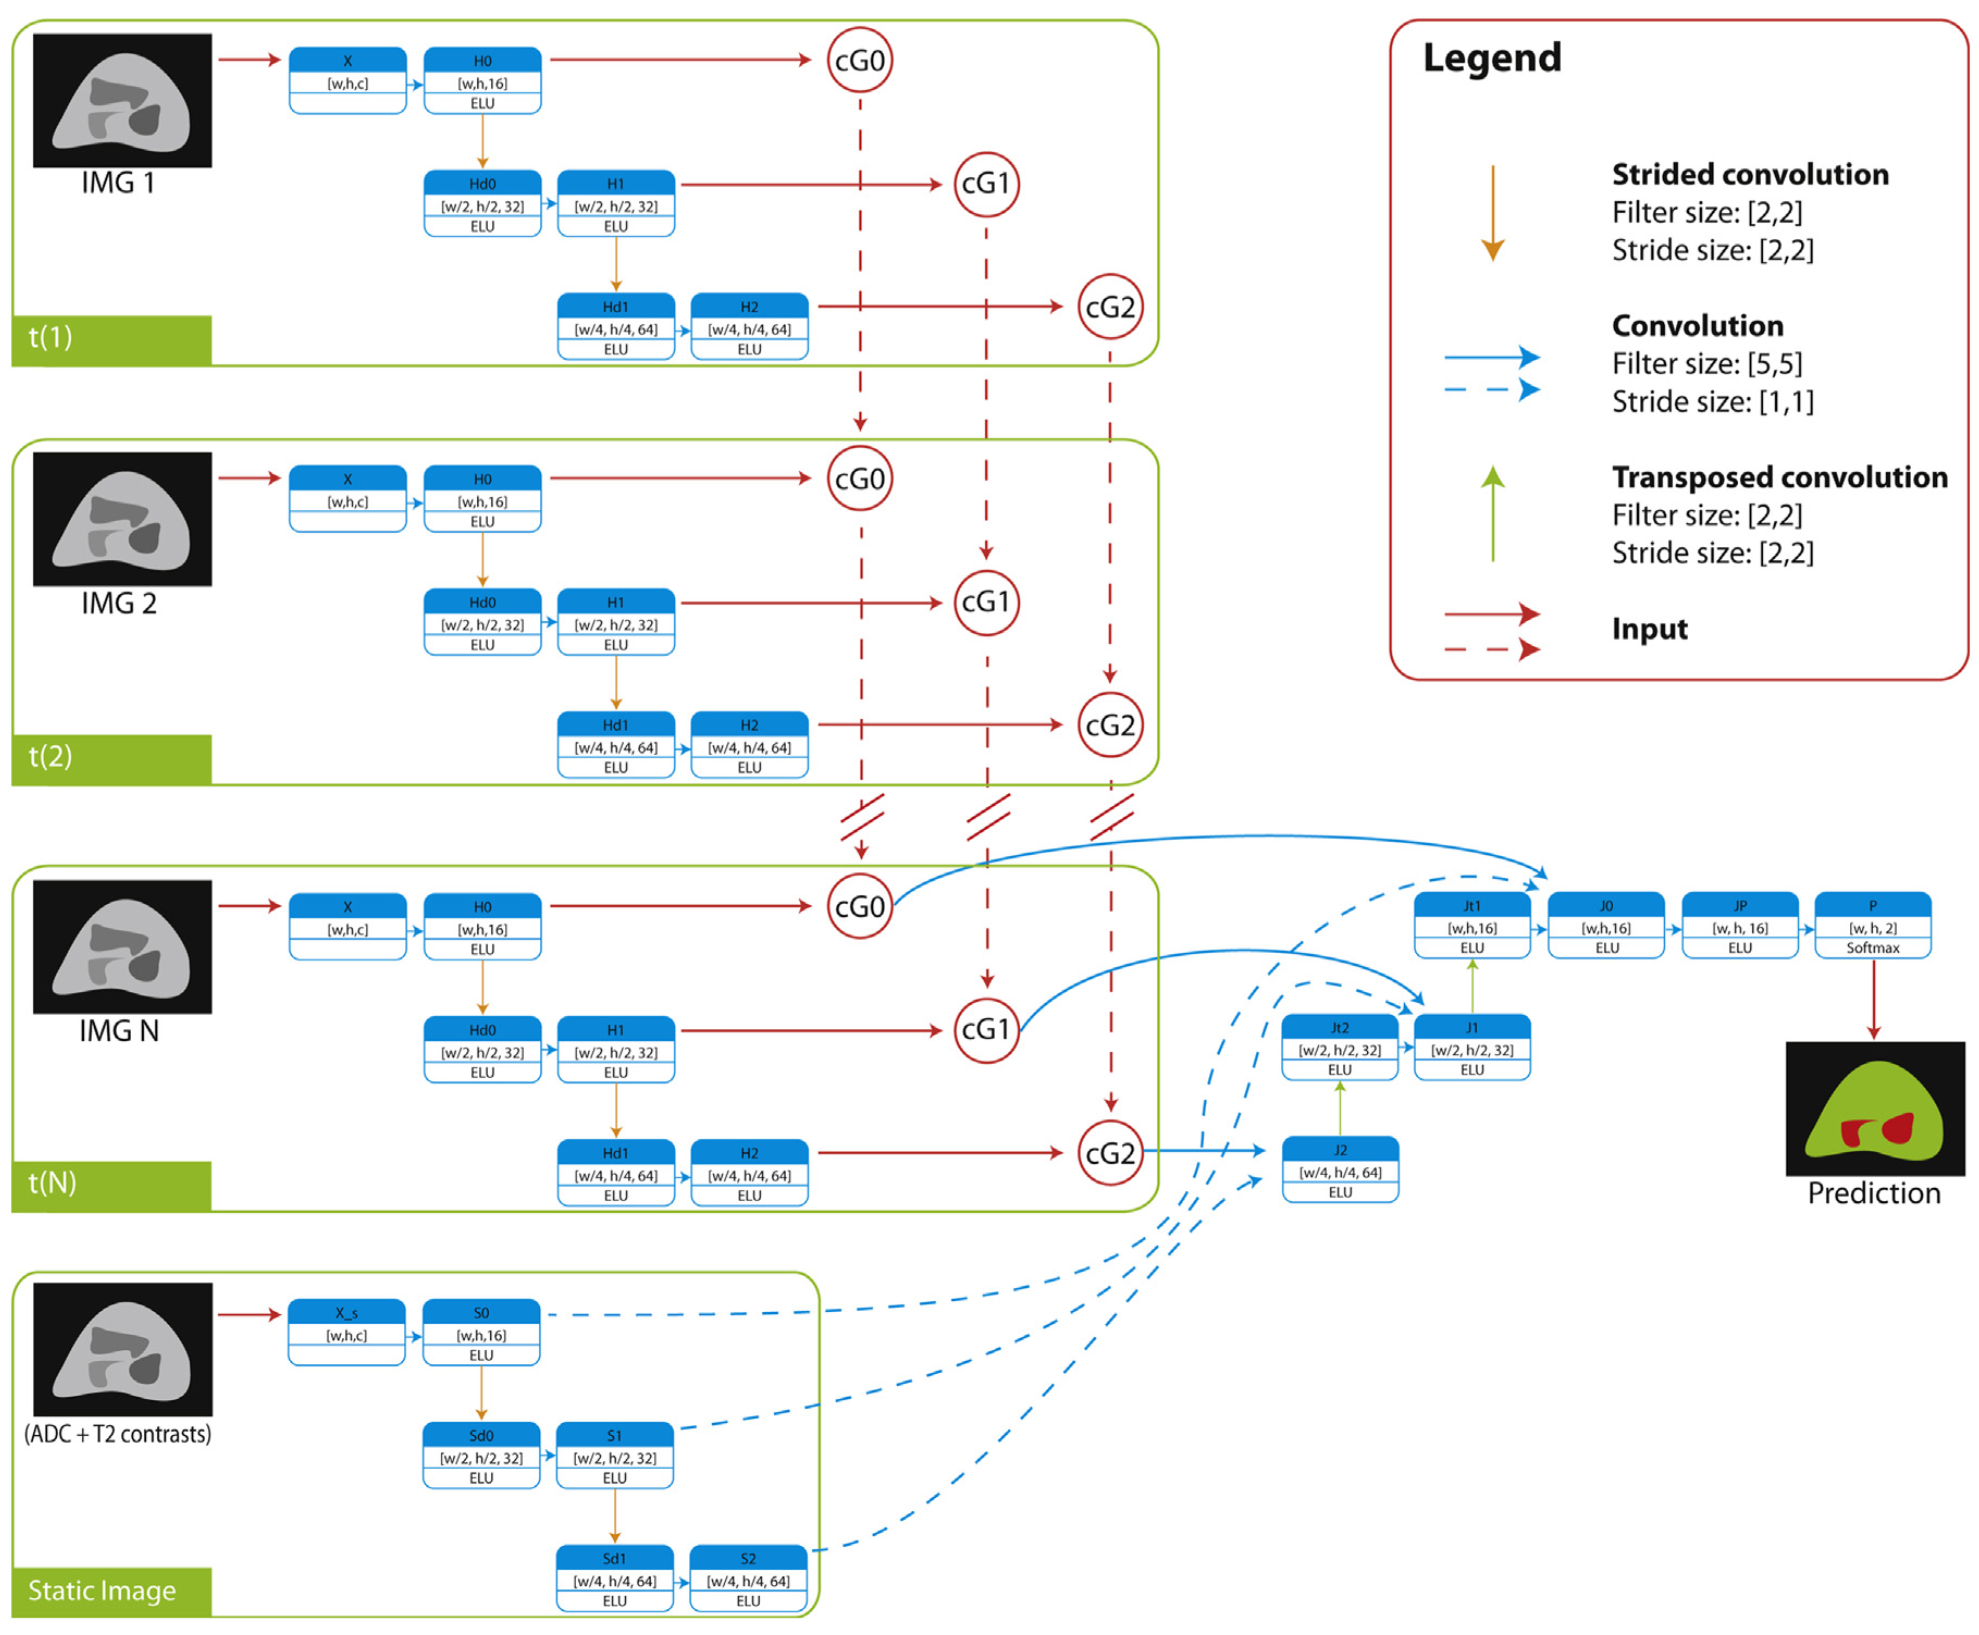 X
[w,h,c]
H0
[w,h,16]
ELU
cG0
IMG 1
Hd0
[w/2, h/2, 32]
ELU
H1
[w/2, h/2, 32]
ELU
cG1
Hd1
[w/4, h/4, 64]
ELU
H2
[w/4, h/4, 64]
ELU
cG2
t(1)
Legend
Strided convolution
Filter size: [2,2]
Stride size: [2,2]
Convolution
Filter size: [5,5]
Stride size: [1,1]
Transposed convolution
Filter size: [2,2]
Stride size: [2,2]
Input
X
[w,h,c]
H0
[w,h,16]
ELU
cG0
IMG 2
Hd0
[w/2, h/2, 32]
ELU
H1
[w/2, h/2, 32]
ELU
cG1
Hd1
[w/4, h/4, 64]
ELU
H2
[w/4, h/4, 64]
ELU
cG2
t(2)
X
[w,h,c]
H0
[w,h,16]
ELU
cG0
IMG N
Hd0
[w/2, h/2, 32]
ELU
H1
[w/2, h/2, 32]
ELU
cG1
Hd1
[w/4, h/4, 64]
ELU
H2
[w/4, h/4, 64]
ELU
cG2
t(N)
Jt1
[w,h,16]
ELU
J0
[w,h,16]
ELU
JP
[w, h, 16]
ELU
P
[w, h, 2]
Softmax
Jt2
[w/2, h/2, 32]
ELU
J1
[w/2, h/2, 32]
ELU
J2
[w/4, h/4, 64]
ELU
Prediction
X_s
[w,h,c]
S0
[w,h,16]
ELU
(ADC + T2 contrasts)
Sd0
[w/2, h/2, 32]
ELU
S1
[w/2, h/2, 32]
ELU
Sd1
[w/4, h/4, 64]
ELU
S2
[w/4, h/4, 64]
ELU
Static Image